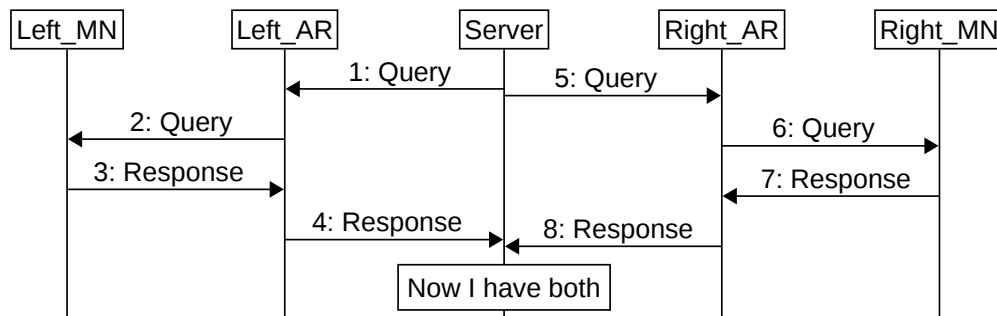 Left_MN
Left_AR
Server
Right_AR
Right_MN
1: Query
5: Query
2: Query
6: Query
3: Response
7: Response
4: Response
8: Response
Now I have both